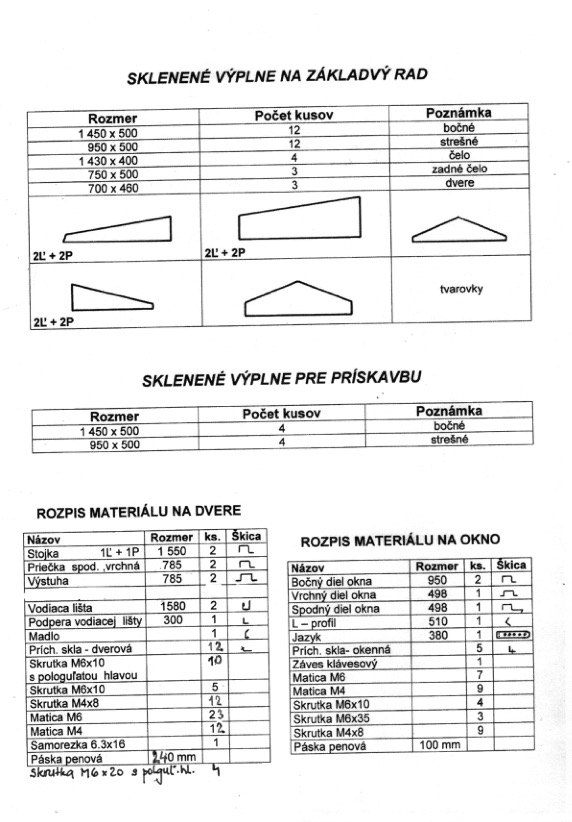 SKLENENÉ VÝPLNE NA ZÁKLADVÝ RAD
Rozmer Počet kusov Poznámka
1 450 x 500 12 bočné
950 x 500 12 strešné
1 430 x 400 4 čelo
750 x 500 3 zadné čelo
700 x 460 3 dvere
2Ľ + 2P 2Ľ + 2P
2Ľ + 2P tvarovky
SKLENENÉ VÝPLNE PRE PRÍSKAVBU
Rozmer Počet kusov Poznámka
1 450 x 500 4 bočné
950 x 500 4 strešné
ROZPIS MATERIÁLU NA DVERE
Názov Rozmer ks. Škica
Stojka 1Ľ + 1P 1 550 2
Priečka spod. ,vrchná 785 2
Výstuha 785 2
Vodiaca lišta 1580 2
Podpera vodiacej lišty 300 1
Madlo 1
Prích. skla - dverová 12
Skrutka M6x10 10
s pologuľatou hlavou
Skrutka M6x10 5
Skrutka M4x8 12
Matica M6 23
Matica M4 12
Samorezka 6.3x16 1
Páska penová 240 mm
Skrutka M6x20 s polguľ.hl. 4
ROZPIS MATERIÁLU NA OKNO
Názov Rozmer ks. Škica
Bočný diel okna 950 2
Vrchný diel okna 498 1
Spodný diel okna 498 1
L – profil 510 1
Jazyk 380 1
Prích. skla- okenná 5
Záves klávesový 1
Matica M6 7
Matica M4 9
Skrutka M6x10 4
Skrutka M6x35 3
Skrutka M4x8 9
Páska penová 100 mm